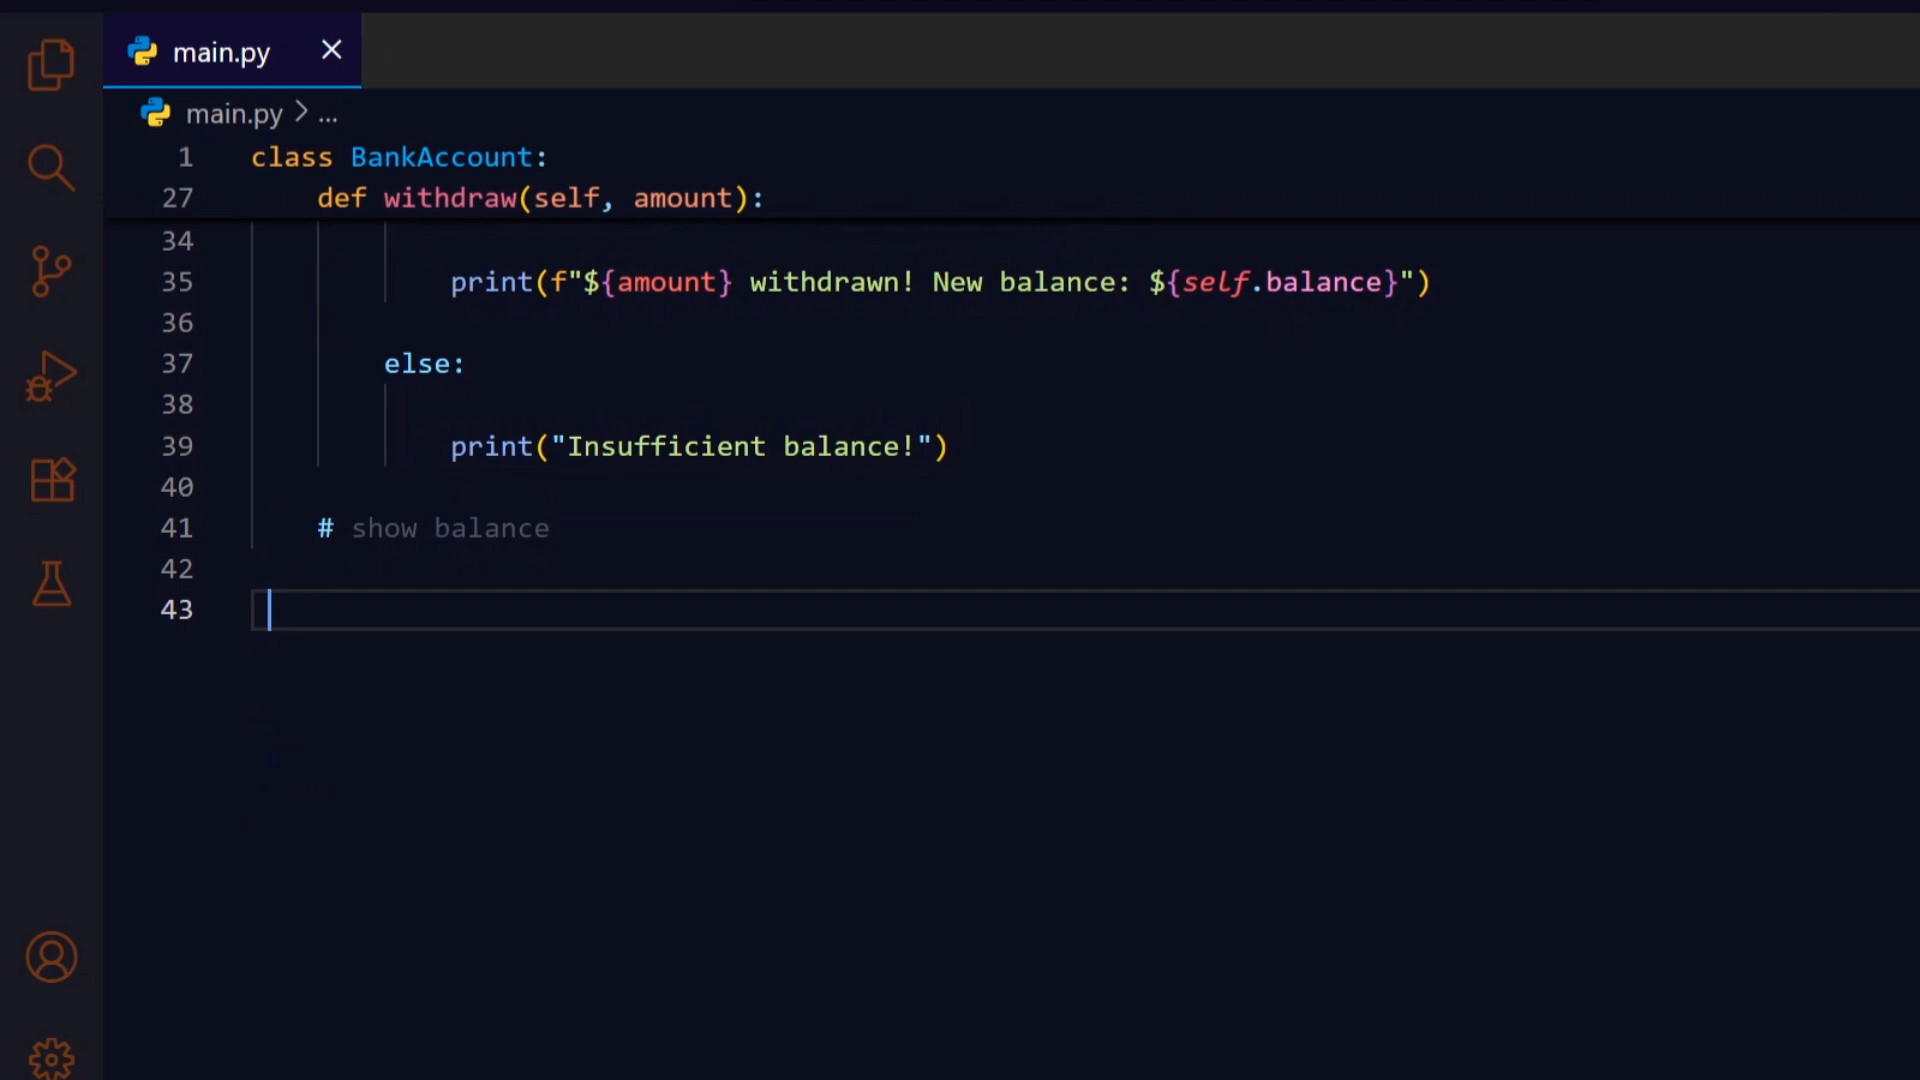 main.py
main.py > ...
1 class BankAccount:
27 def withdraw(self, amount):
34
35 print(f"${amount} withdrawn! New balance: ${self.balance}")
36
37 else:
38
39 print("Insufficient balance!")
40
41 # show balance
42
43